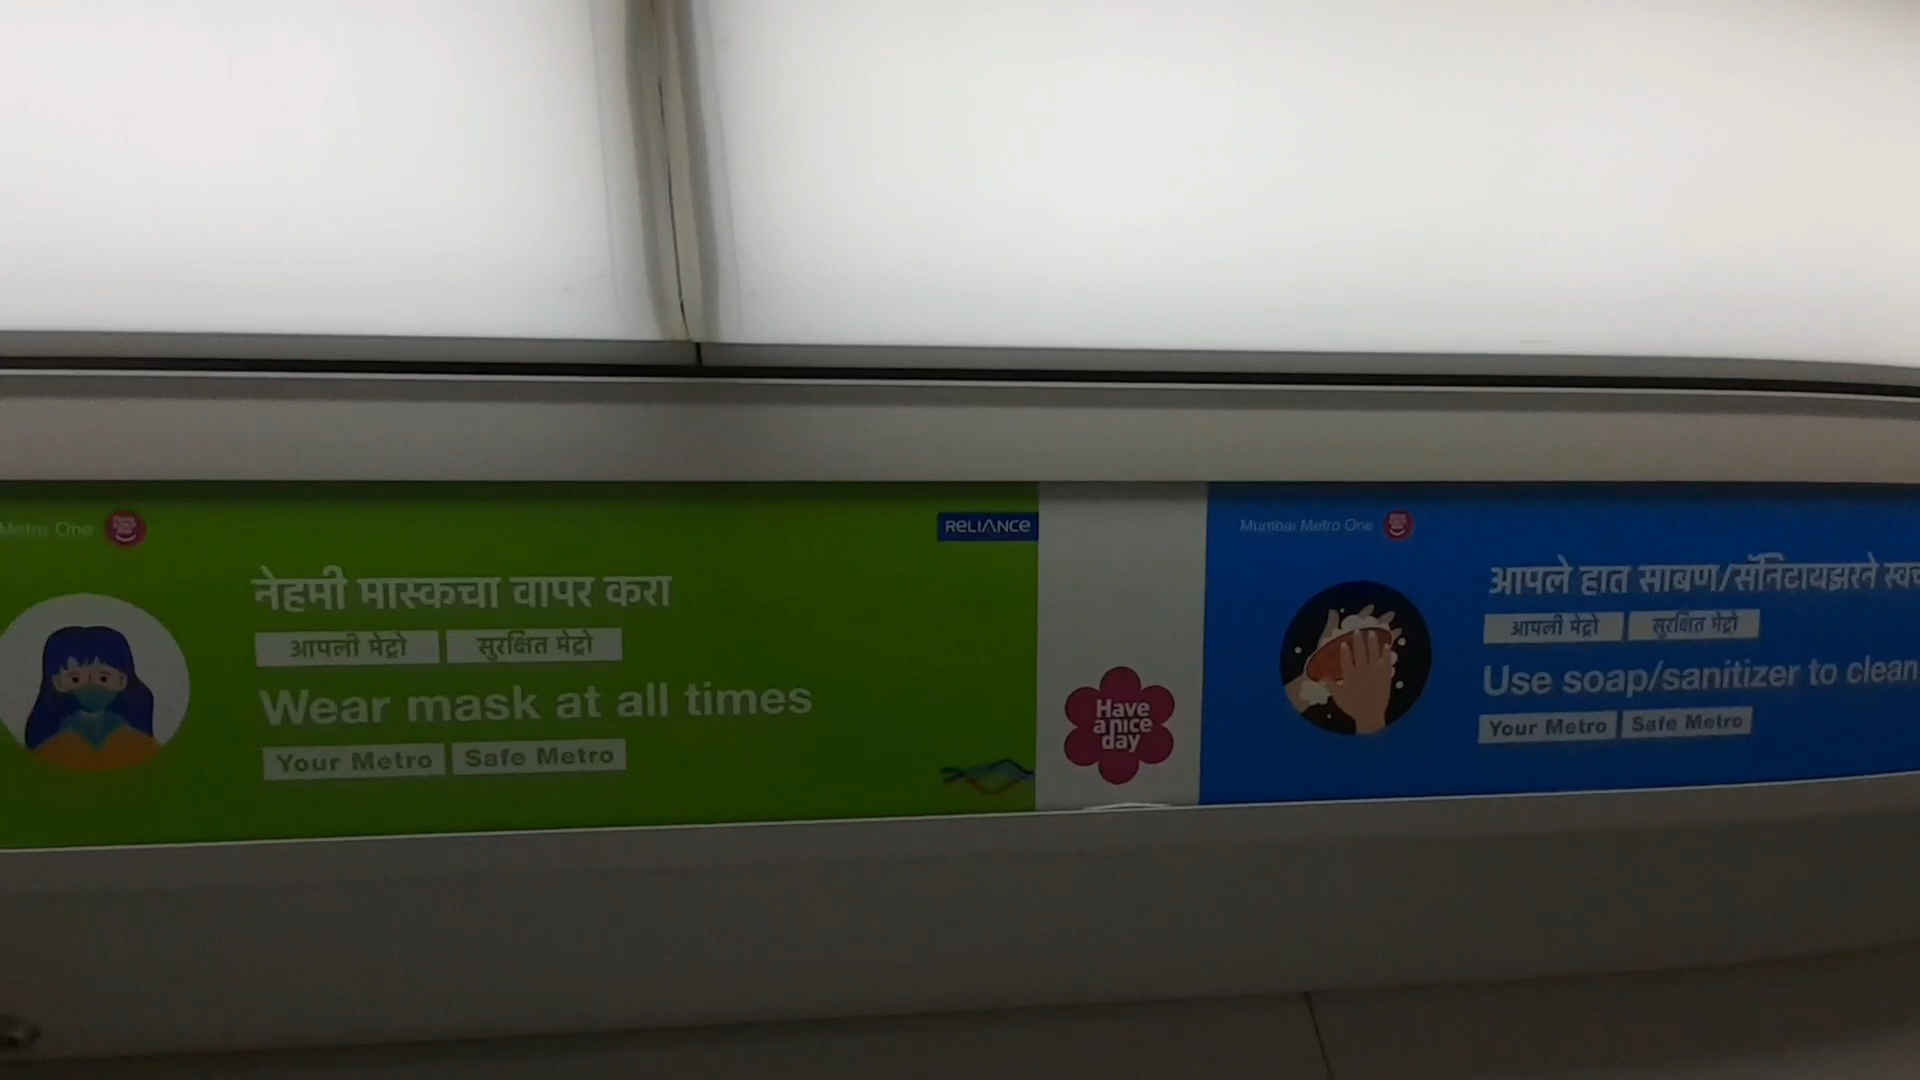 Metro One
RELIANCE
नेहमी मास्कचा वापर करा
आपली मेट्रो सुरक्षित मेट्रो
Wear mask at all times
Your Metro Safe Metro
Have
a nice
day
Mumbai Metro One
आपले हात साबण/सॅनिटायझरने
आपली मेट्रो सुरक्षित मेट्रो
Use soap/sanitizer to clean
Your Metro Safe Metro